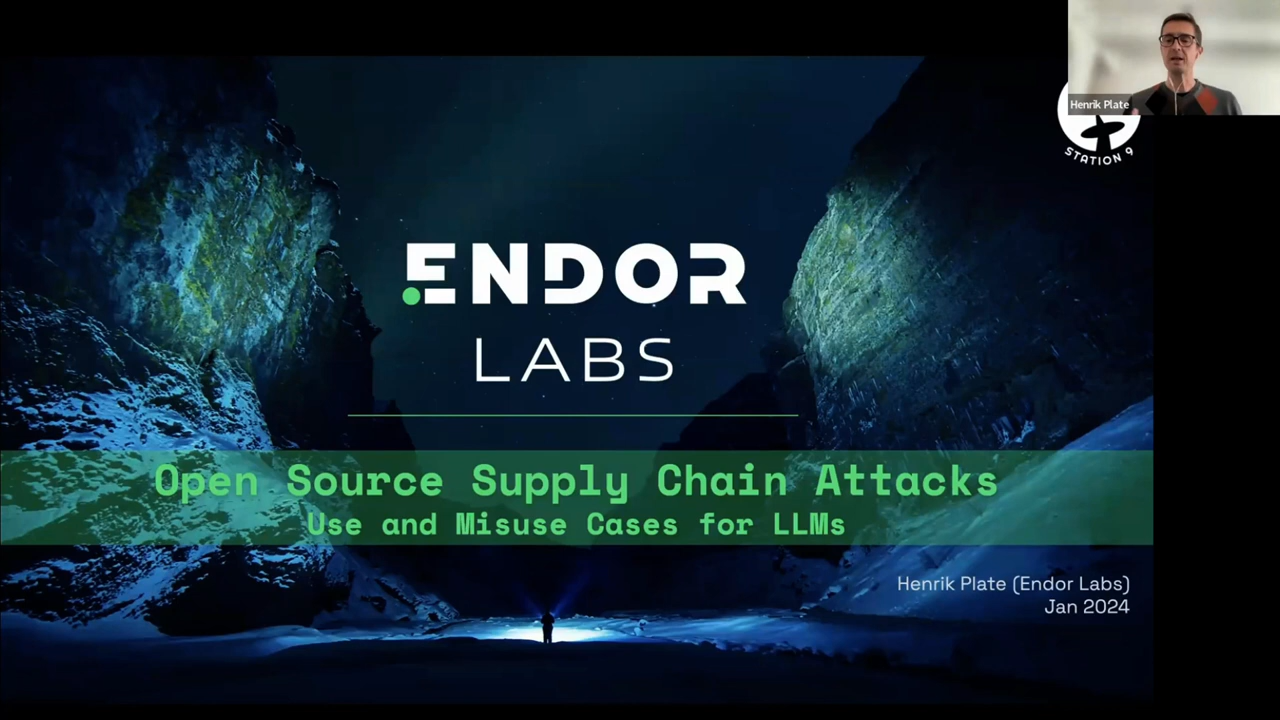 Henrik Plate
STATION 9
ENDOR
LABS
Open Source Supply Chain Attacks
Use and Misuse Cases for LLMs
Henrik Plate (Endor Labs)
Jan 2024